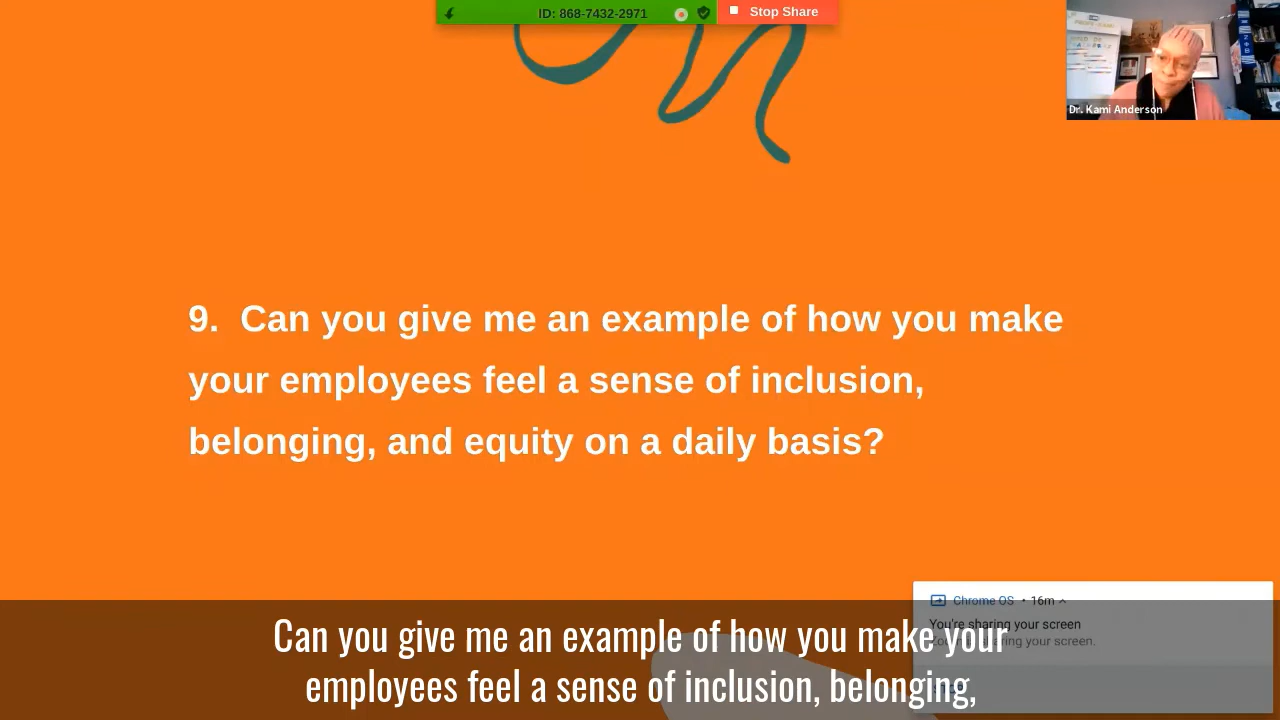 ID: 868-7432-2971
Stop Share
Dr. Kami Anderson
9. Can you give me an example of how you make
your employees feel a sense of inclusion,
belonging, and equity on a daily basis?
Chrome OS • 16m
You're sharing your screen
sharing your screen.
Can you give me an example of how you make your
employees feel a sense of inclusion, belonging,